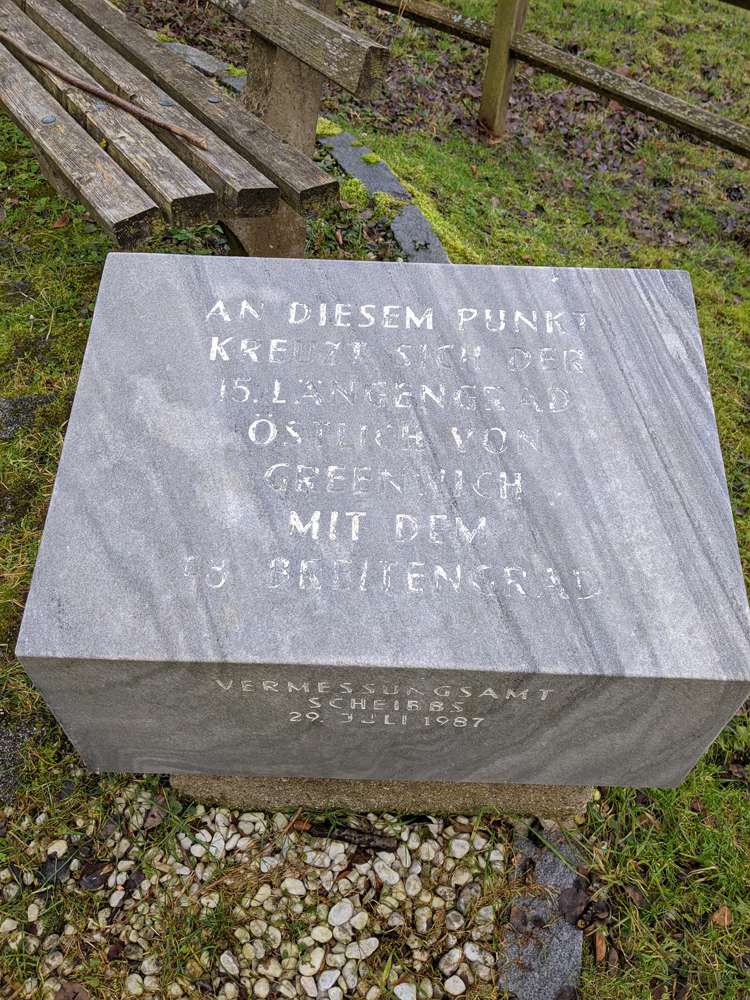 AN DIESEM PUNKT
KREUZT SICH DER
15. LÄNGENGRAD
ÖSTLICH VON
GREENWICH
MIT DEM
48 BREITENGRAD
VERMESSUNGSAMT
SCHEIBBS
29. JULI 1987